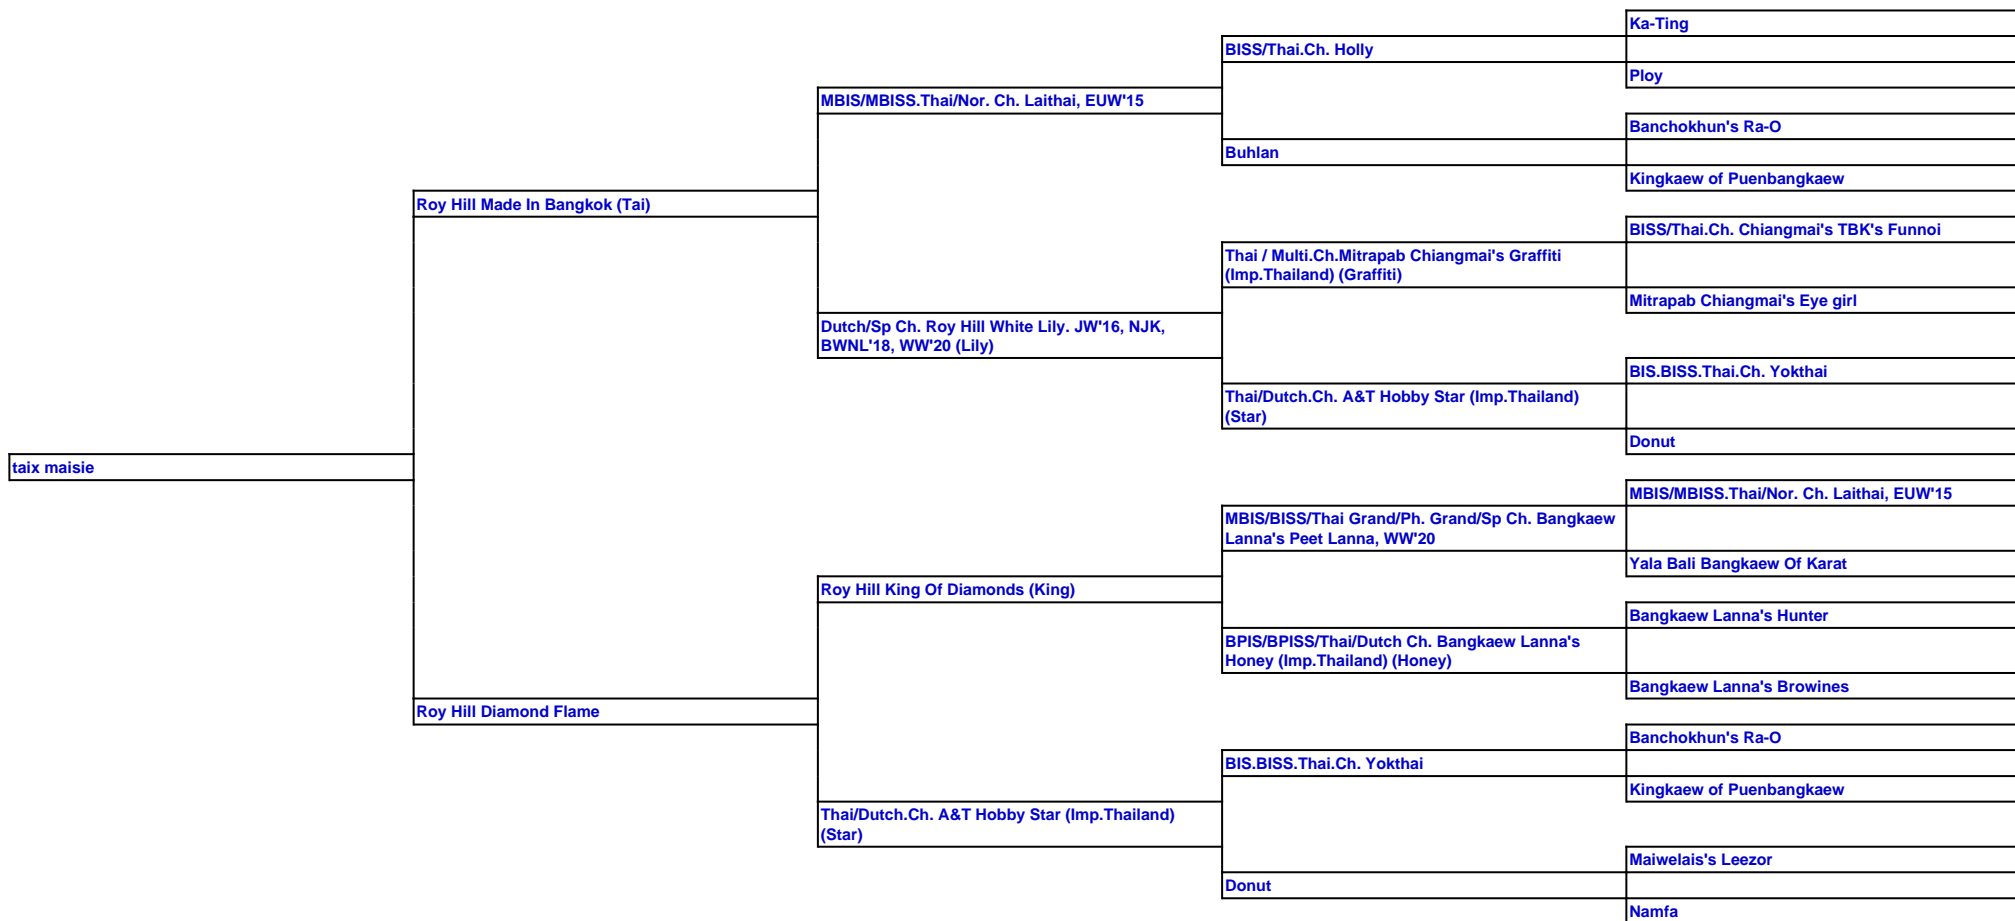 Ka-Ting
BISS/Thai.Ch. Holly
Ploy
MBIS/MBISS.Thai/Nor. Ch. Laithai, EUW'15
Banchokhun's Ra-O
Buhlan
Kingkaew of Puenbangkaew
Roy Hill Made In Bangkok (Tai)
BISS/Thai.Ch. Chiangmai's TBK's Funnoi
Thai / Multi.Ch.Mitrapab Chiangmai's Graffiti
(Imp.Thailand) (Graffiti)
Mitrapab Chiangmai's Eye girl
Dutch/Sp Ch. Roy Hill White Lily. JW'16, NJK,
BWNL'18, WW'20 (Lily)
BIS.BISS.Thai.Ch. Yokthai
Thai/Dutch.Ch. A&T Hobby Star (Imp.Thailand)
(Star)
Donut
taix maisie
MBIS/MBISS.Thai/Nor. Ch. Laithai, EUW'15
MBIS/BISS/Thai Grand/Ph. Grand/Sp Ch. Bangkaew
Lanna's Peet Lanna, WW'20
Yala Bali Bangkaew Of Karat
Roy Hill King Of Diamonds (King)
Bangkaew Lanna's Hunter
BPIS/BPISS/Thai/Dutch Ch. Bangkaew Lanna's
Honey (Imp.Thailand) (Honey)
Bangkaew Lanna's Browines
Roy Hill Diamond Flame
Banchokhun's Ra-O
BIS.BISS.Thai.Ch. Yokthai
Kingkaew of Puenbangkaew
Thai/Dutch.Ch. A&T Hobby Star (Imp.Thailand)
(Star)
Maiwelais's Leezor
Donut
Namfa